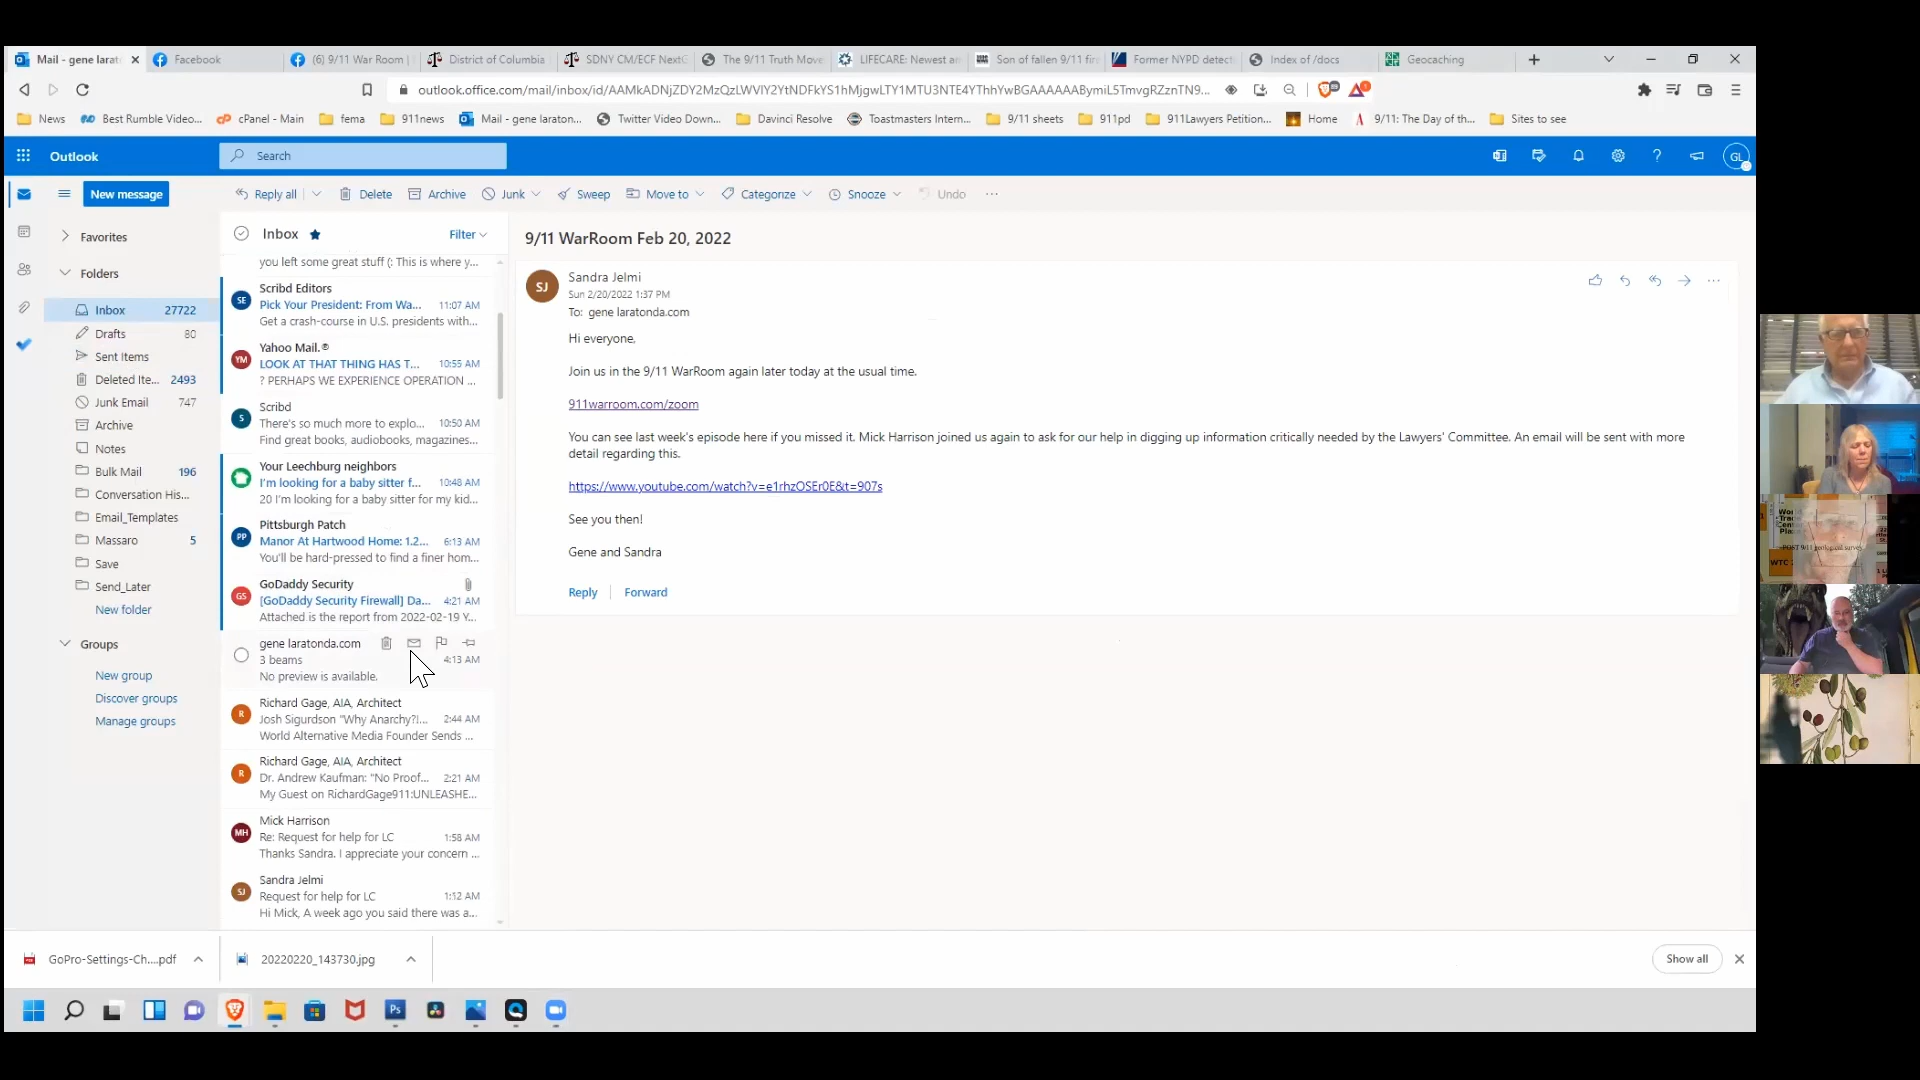 Mail - gene larat
Facebook
(6) 9/11 War Room |
District of Columbia
SDNY CM/ECF NextG
The 9/11 Truth Move
LIFECARE: Newest an
Son of fallen 9/11 fire
Former NYPD detecti
Index of /docs
Geocaching
outlook.office.com/mail/inbox/id/
News
Best Rumble Video...
cPanel - Main
fema
911news
Mail - gene laraton...
Twitter Video Down...
Davinci Resolve
Toastmasters Intern...
9/11 sheets
911pd
911Lawyers Petition...
Home
9/11: The Day of th...
Sites to see
Outlook
Search
GL
New message
Reply all
Delete
Archive
Junk
Sweep
Move to
Categorize
Snooze
Undo
Favorites
Folders
Inbox 27722
Drafts 80
Sent Items
Deleted Ite... 2493
Junk Email 747
Archive
Notes
Bulk Mail 196
Conversation His...
Email_Templates
Massaro 5
Save
Send_Later
New folder
Groups
New group
Discover groups
Manage groups
Inbox
Filter
you left some great stuff (: This is where y...
SE
Scribd Editors
Pick Your President: From Wa... 11:07 AM
Get a crash-course in U.S. presidents with...
YM
Yahoo Mail.®
LOOK AT THAT THING HAS T... 10:55 AM
? PERHAPS WE EXPERIENCE OPERATION ...
S
Scribd
There's so much more to explo... 10:50 AM
Find great books, audiobooks, magazines...
Your Leechburg neighbors
I'm looking for a baby sitter f... 10:48 AM
20 I'm looking for a baby sitter for my kid...
PP
Pittsburgh Patch
Manor At Hartwood Home: 1.2... 6:13 AM
You'll be hard-pressed to find a finer hom...
GS
GoDaddy Security
[GoDaddy Security Firewall] Da... 4:21 AM
Attached is the report from 2022-02-19 Y...
gene laratonda.com
3 beams 4:13 AM
No preview is available.
R
Richard Gage, AIA, Architect
Josh Sigurdson "Why Anarchy?!... 2:44 AM
World Alternative Media Founder Sends ...
R
Richard Gage, AIA, Architect
Dr. Andrew Kaufman: "No Proof... 2:21 AM
My Guest on RichardGage911:UNLEASHE...
MH
Mick Harrison
Re: Request for help for LC 1:58 AM
Thanks Sandra. I appreciate your concern ...
SJ
Sandra Jelmi
Request for help for LC 1:12 AM
Hi Mick, A week ago you said there was a...
9/11 WarRoom Feb 20, 2022
SJ
Sandra Jelmi
Sun 2/20/2022 1:37 PM
To: gene laratonda.com
Hi everyone,
Join us in the 9/11 WarRoom again later today at the usual time.
911warroom.com/zoom
You can see last week's episode here if you missed it. Mick Harrison joined us again to ask for our help in digging up information critically needed by the Lawyers' Committee. An email will be sent with more
detail regarding this.
https://www.youtube.com/watch?v=e1rhzOSEr0E&t=907s
See you then!
Gene and Sandra
Reply
Forward
World
Trade
Center
POST 9/11 geological survey
WTC
GoPro-Settings-Ch....pdf
20220220_143730.jpg
Show all
Ps